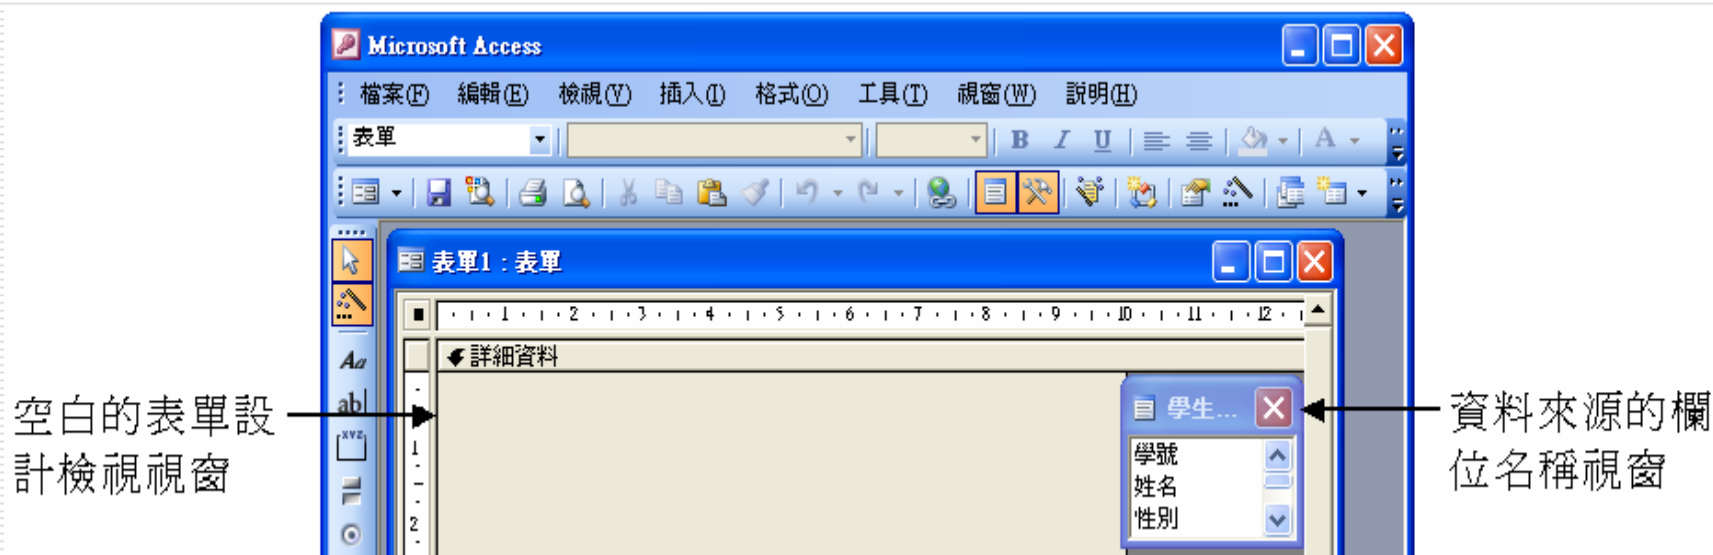 Microsoft Access
檔案(F) 編輯(E) 檢視(V) 插入(I) 格式(O) 工具(T) 視窗(W) 說明(H)
表單 B I U A
表單1 : 表單
1 2 3 4 5 6 7 8 9 10 11 12
Aa 詳細資料
空白的表單設
計檢視視窗
ab
XYZ
1
2
學生...
學號
姓名
性別
資料來源的欄
位名稱視窗